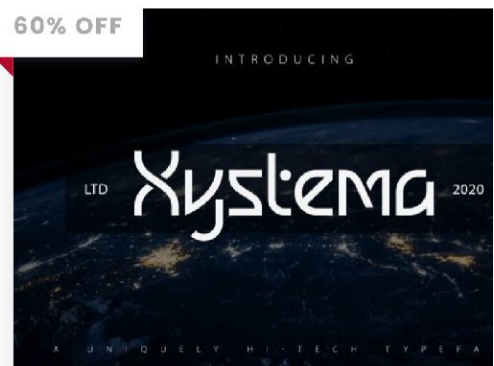 60% OFF
INTRODUCING
LTD Xystema 2020
A UNIQUELY HI-TECH TYPEFA